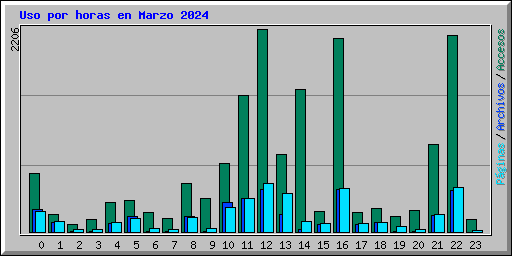 Uso por horas en Marzo 2024
2206
Páginas / Archivos / Accesos
0 1 2 3 4 5 6 7 8 9 10 11 12 13 14 15 16 17 18 19 20 21 22 23